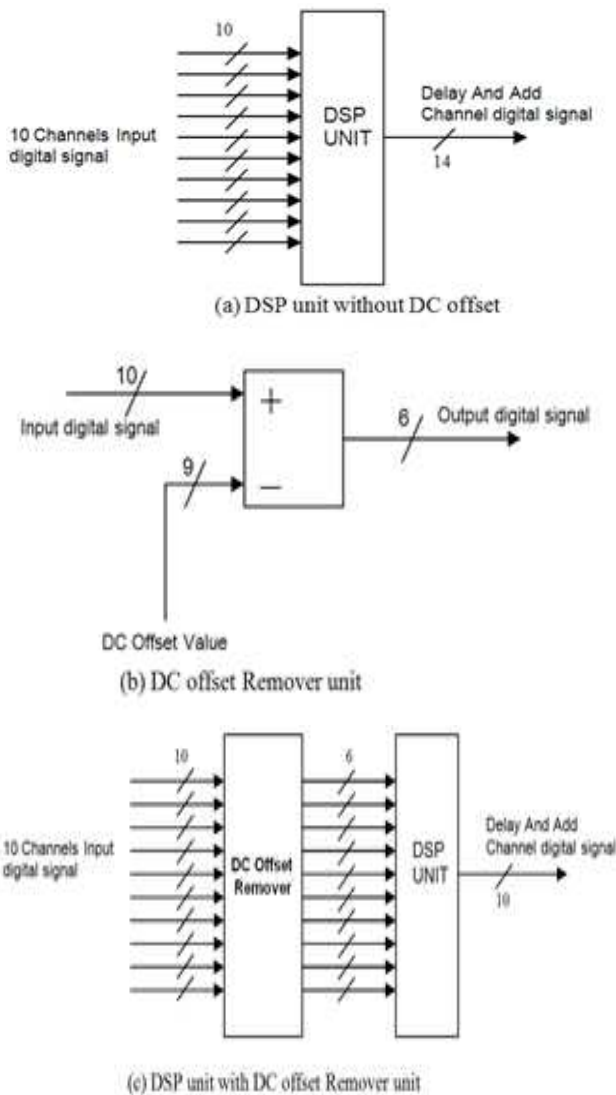 10
10 Channels Input
digital signal
DSP
UNIT
Delay And Add
Channel digital signal
14
(a) DSP unit without DC offset
10
Input digital signal
+
9
−
6
Output digital signal
DC Offset Value
(b) DC offset Remover unit
10
10 Channels Input
digital signal
DC Offset
Remover
6
DSP
UNIT
Delay And Add
Channel digital signal
10
(c) DSP unit with DC offset Remover unit